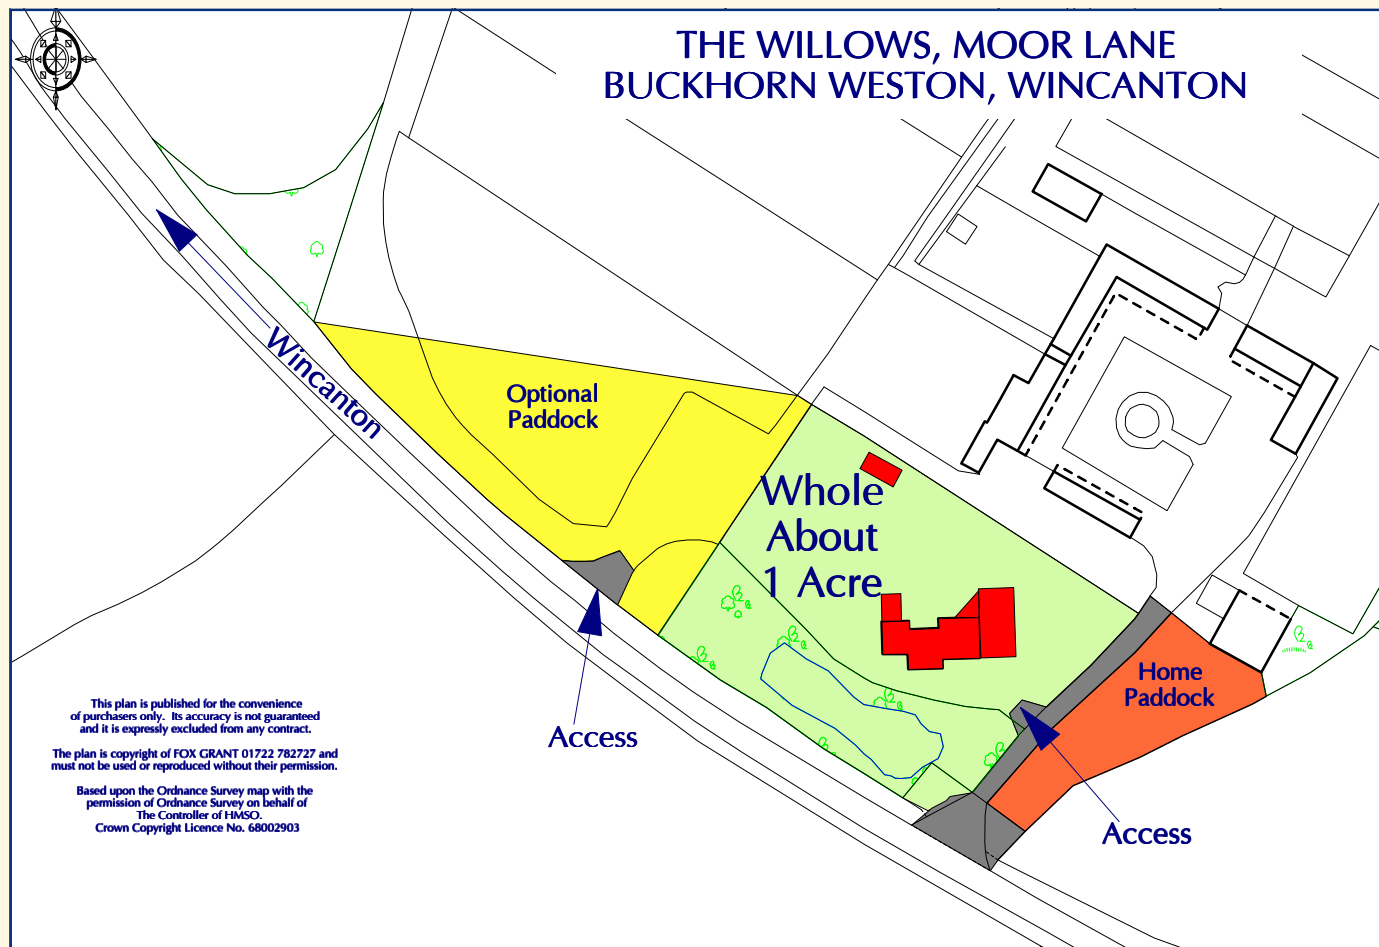 THE WILLOWS, MOOR LANE
BUCKHORN WESTON, WINCANTON
Wincanton
Optional
Paddock
Whole
About
1 Acre
Home
Paddock
Access
Access
This plan is published for the convenience
of purchasers only. Its accuracy is not guaranteed
and it is expressly excluded from any contract.
The plan is copyright of FOX GRANT 01722 782727 and
must not be used or reproduced without their permission.
Based upon the Ordnance Survey map with the
permission of Ordnance Survey on behalf of
The Controller of HMSO.
Crown Copyright Licence No. 68002903